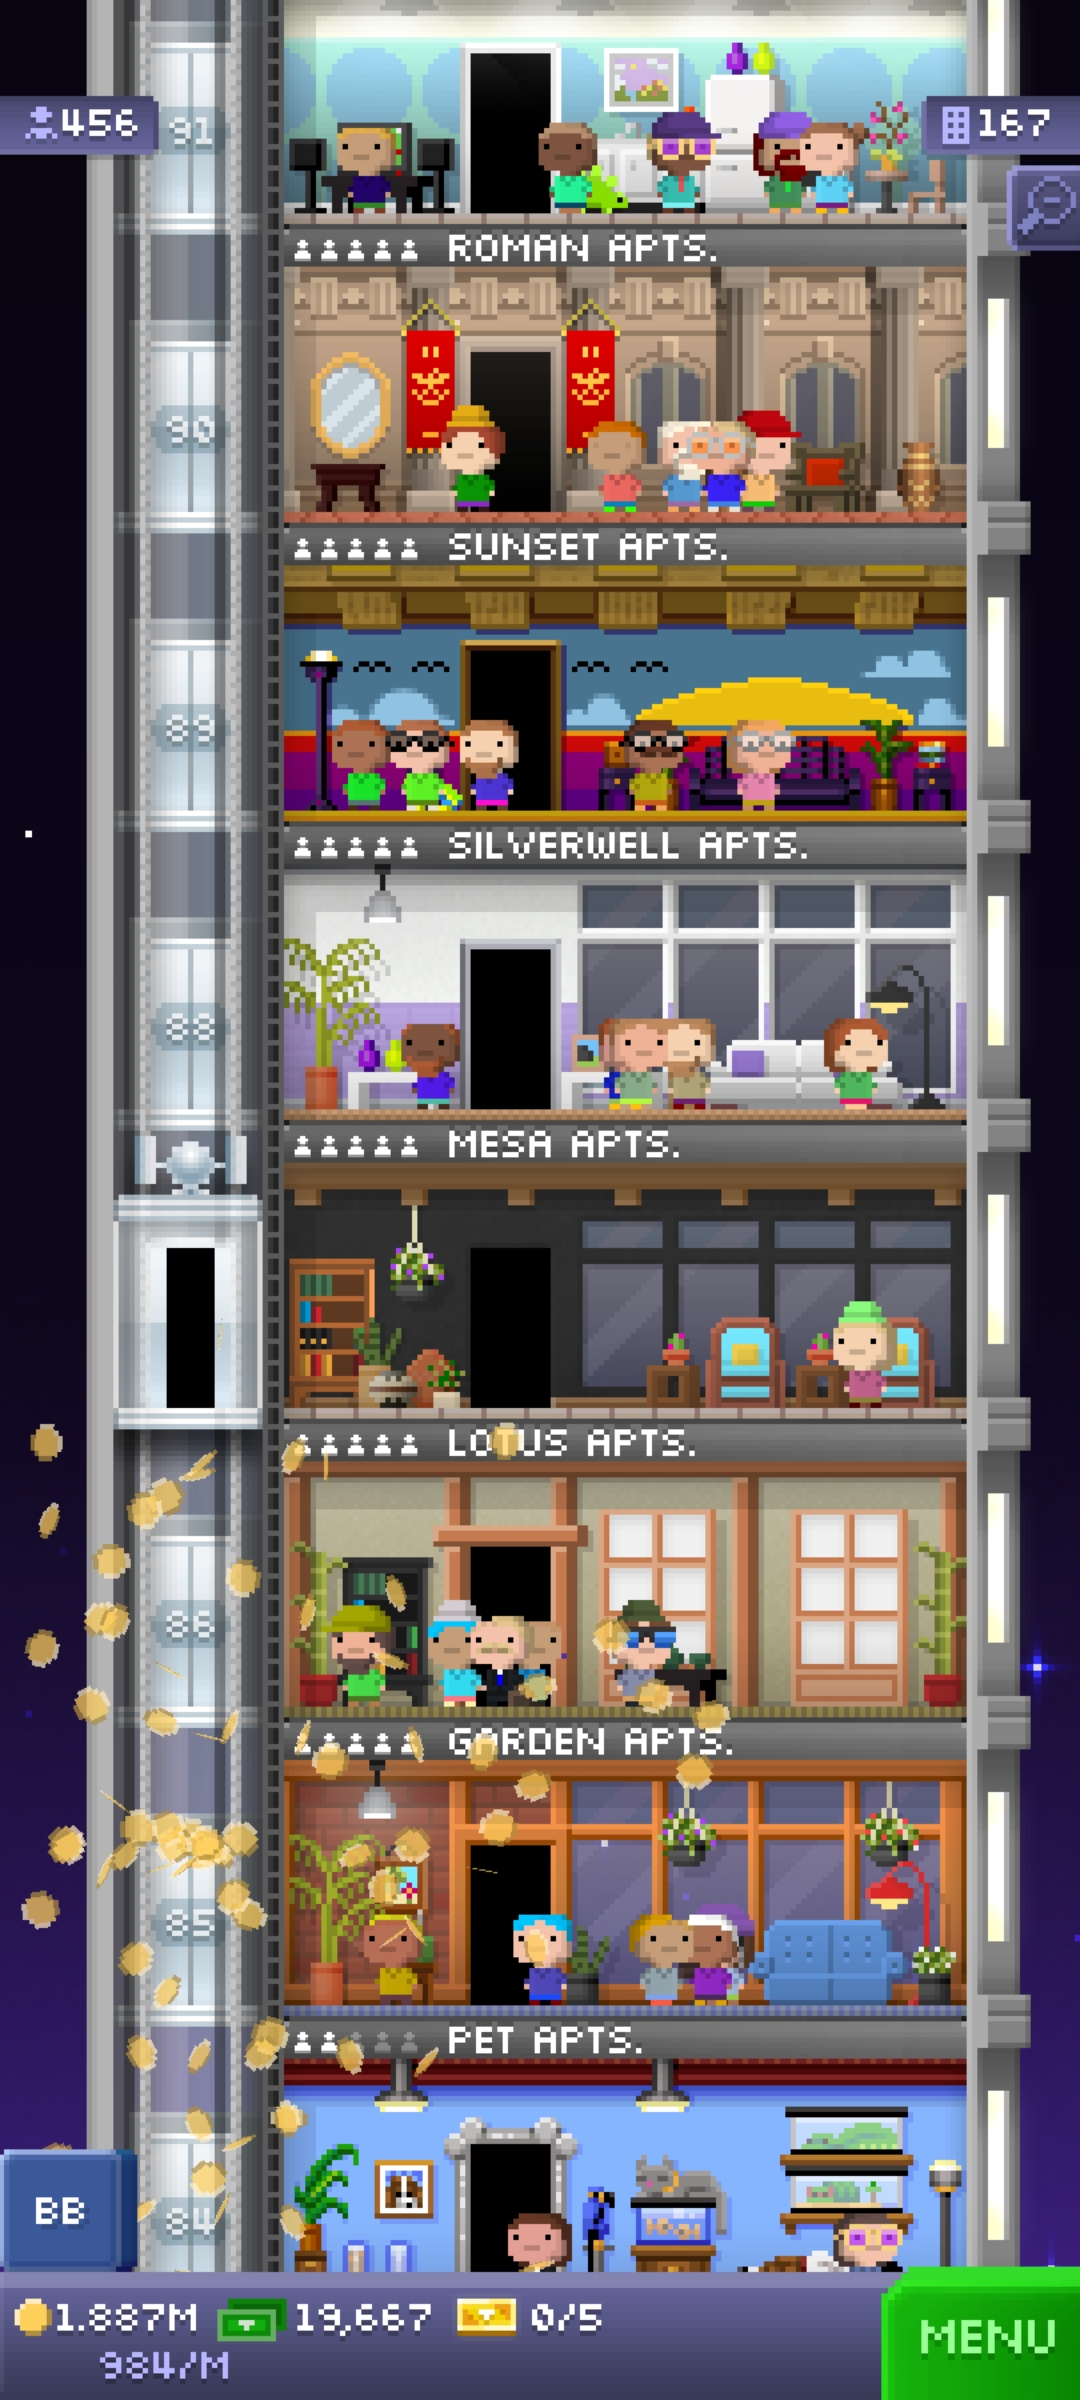 456
91
167
ROMAN APTS.
90
SUNSET APTS.
89
SILVERWELL APTS.
88
MESA APTS.
LOTUS APTS.
86
GARDEN APTS.
85
PET APTS.
BB
84
1.887M
19,667
0/5
984/M
MENU